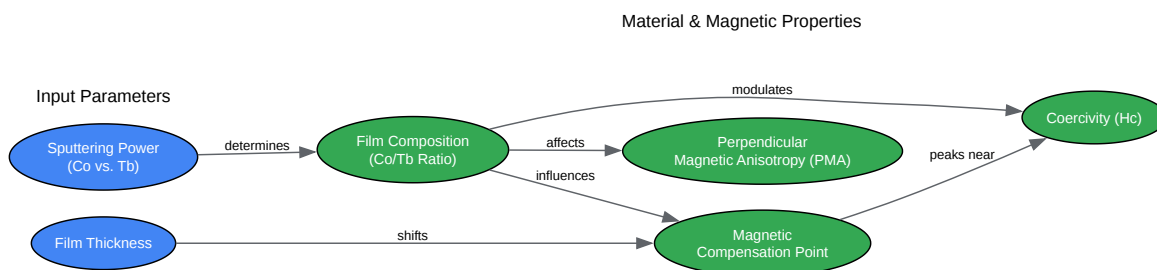 Material & Magnetic Properties
Input Parameters
Sputtering Power
(Co vs. Tb)
determines
Film Composition
(Co/Tb Ratio)
modulates
affects
influences
Perpendicular
Magnetic Anisotropy (PMA)
Coercivity (Hc)
peaks near
Film Thickness
shifts
Magnetic
Compensation Point